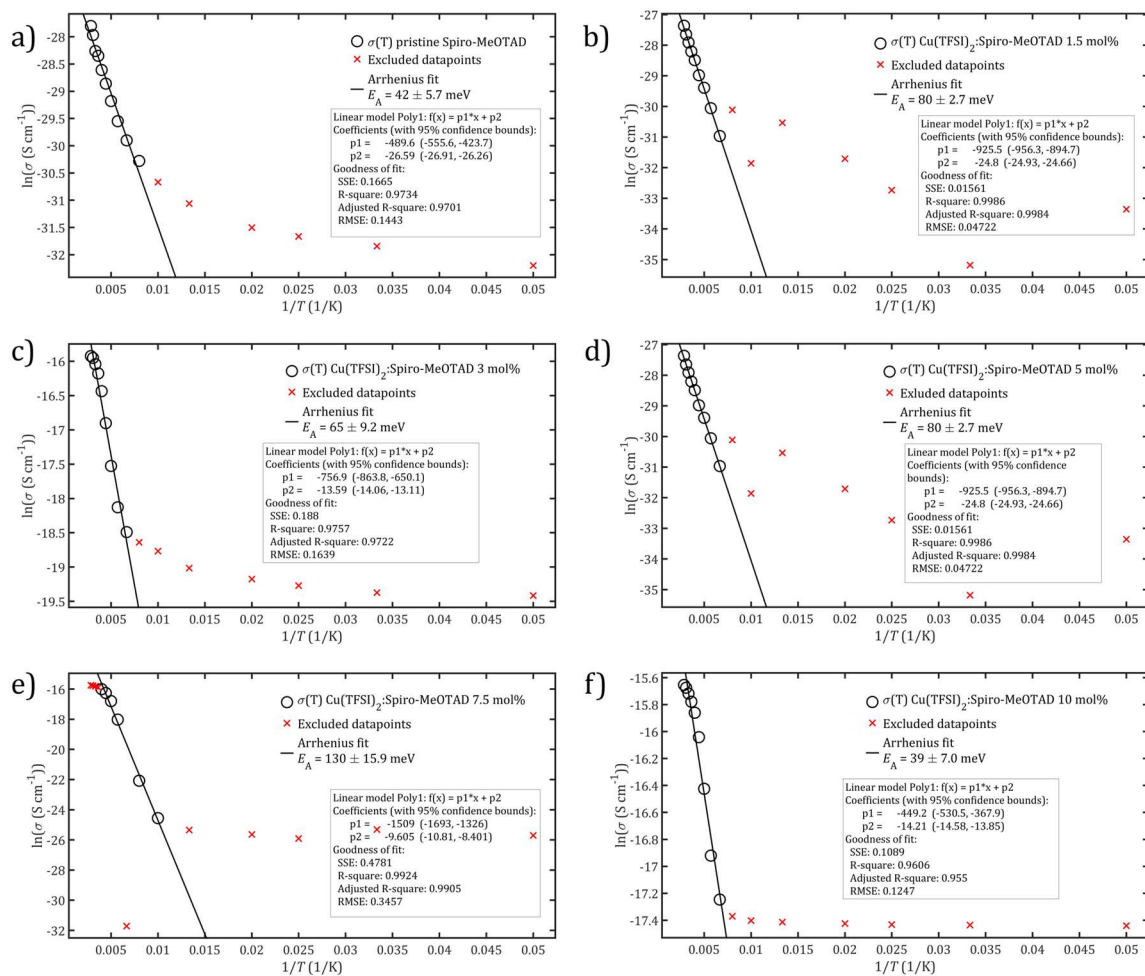 a)
σ(T) pristine Spiro-MeOTAD
Excluded datapoints
Arrhenius fit
E_A = 42 ± 5.7 meV
Linear model Poly1: f(x) = p1*x + p2
Coefficients (with 95% confidence bounds):
p1 = -489.6 (-555.6, -423.7)
p2 = -26.59 (-26.91, -26.26)
Goodness of fit:
SSE: 0.1665
R-square: 0.9734
Adjusted R-square: 0.9701
RMSE: 0.1443
ln(σ (S cm⁻¹))
-28
-28.5
-29
-29.5
-30
-30.5
-31
-31.5
-32
0.005 0.01 0.015 0.02 0.025 0.03 0.035 0.04 0.045 0.05
1/T (1/K)
b)
σ(T) Cu(TFSI)₂:Spiro-MeOTAD 1.5 mol%
Excluded datapoints
Arrhenius fit
E_A = 80 ± 2.7 meV
Linear model Poly1: f(x) = p1*x + p2
Coefficients (with 95% confidence bounds):
p1 = -925.5 (-956.3, -894.7)
p2 = -24.8 (-24.93, -24.66)
Goodness of fit:
SSE: 0.01561
R-square: 0.9986
Adjusted R-square: 0.9984
RMSE: 0.04722
ln(σ (S cm⁻¹))
-27
-28
-29
-30
-31
-32
-33
-34
-35
0.005 0.01 0.015 0.02 0.025 0.03 0.035 0.04 0.045 0.05
1/T (1/K)
c)
σ(T) Cu(TFSI)₂:Spiro-MeOTAD 3 mol%
Excluded datapoints
Arrhenius fit
E_A = 65 ± 9.2 meV
Linear model Poly1: f(x) = p1*x + p2
Coefficients (with 95% confidence bounds):
p1 = -756.9 (-863.8, -650.1)
p2 = -13.59 (-14.06, -13.11)
Goodness of fit:
SSE: 0.188
R-square: 0.9757
Adjusted R-square: 0.9722
RMSE: 0.1639
ln(σ (S cm⁻¹))
-16
-16.5
-17
-17.5
-18
-18.5
-19
-19.5
0.005 0.01 0.015 0.02 0.025 0.03 0.035 0.04 0.045 0.05
1/T (1/K)
d)
σ(T) Cu(TFSI)₂:Spiro-MeOTAD 5 mol%
Exluded datapoints
Arrhenius fit
E_A = 80 ± 2.7 meV
Linear model Poly1: f(x) = p1*x + p2
Coefficients (with 95% confidence
bounds):
p1 = -925.5 (-956.3, -894.7)
p2 = -24.8 (-24.93, -24.66)
Goodness of fit:
SSE: 0.01561
R-square: 0.9986
Adjusted R-square: 0.9984
RMSE: 0.04722
ln(σ (S cm⁻¹)
-27
-28
-29
-30
-31
-32
-33
-34
-35
0.005 0.01 0.015 0.02 0.025 0.03 0.035 0.04 0.045 0.05
1/T (1/K)
e)
σ(T) Cu(TFSI)₂:Spiro-MeOTAD 7.5 mol%
Excluded datapoints
Arrhenius fit
E_A = 130 ± 15.9 meV
Linear model Poly1: f(x) = p1*x + p2
Coefficients (with 95% confidence bounds):
p1 = -1509 (-1693, -1326)
p2 = -9.605 (-10.81, -8.401)
Goodness of fit:
SSE: 0.4781
R-square: 0.9924
Adjusted R-square: 0.9905
RMSE: 0.3457
ln(σ (S cm⁻¹))
-16
-18
-20
-22
-24
-26
-28
-30
-32
0.005 0.01 0.015 0.02 0.025 0.03 0.035 0.04 0.045 0.05
1/T (1/K)
f)
σ(T) Cu(TFSI)₂:Spiro-MeOTAD 10 mol%
Excluded datapoints
Arrhenius fit
E_A = 39 ± 7.0 meV
Linear model Poly1: f(x) = p1*x + p2
Coefficients (with 95% confidence bounds):
p1 = -449.2 (-530.5, -367.9)
p2 = -14.21 (-14.58, -13.85)
Goodness of fit:
SSE: 0.1089
R-square: 0.9606
Adjusted R-square: 0.955
RMSE: 0.1247
ln(σ (S cm⁻¹))
-15.6
-15.8
-16
-16.2
-16.4
-16.6
-16.8
-17
-17.2
-17.4
0.005 0.01 0.015 0.02 0.025 0.03 0.035 0.04 0.045 0.05
1/T (1/K)